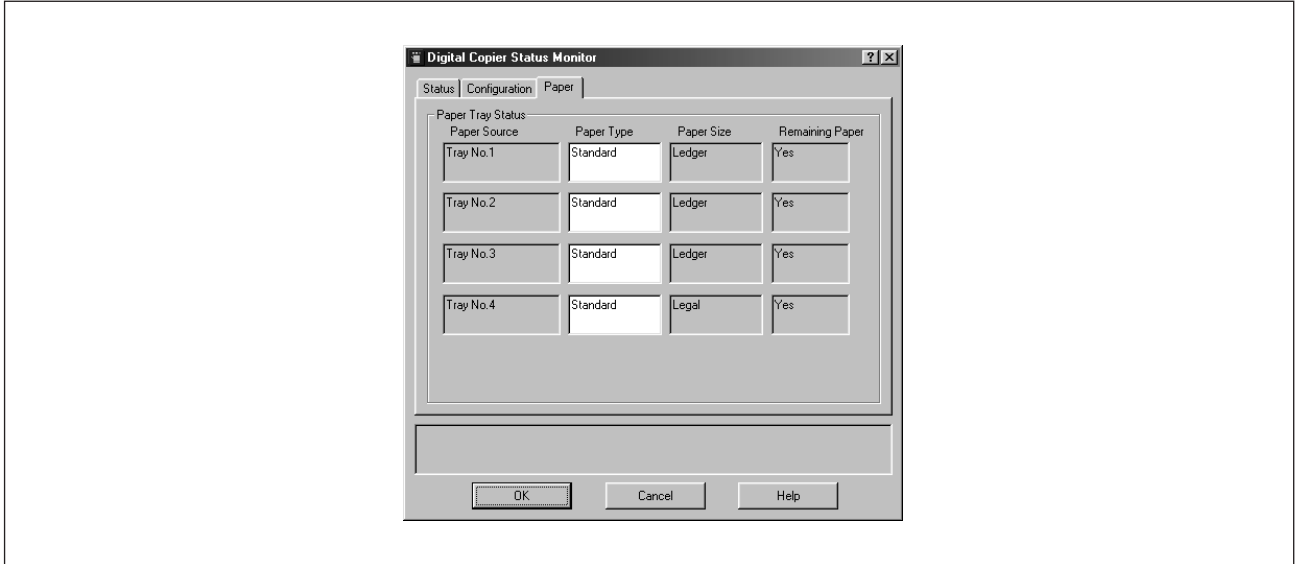 Digital Copier Status Monitor
Status Configuration Paper
Paper Tray Status
Paper Source Paper Type Paper Size Remaining Paper
Tray No.1 Standard Ledger Yes
Tray No.2 Standard Ledger Yes
Tray No.3 Standard Ledger Yes
Tray No.4 Standard Legal Yes
OK Cancel Help